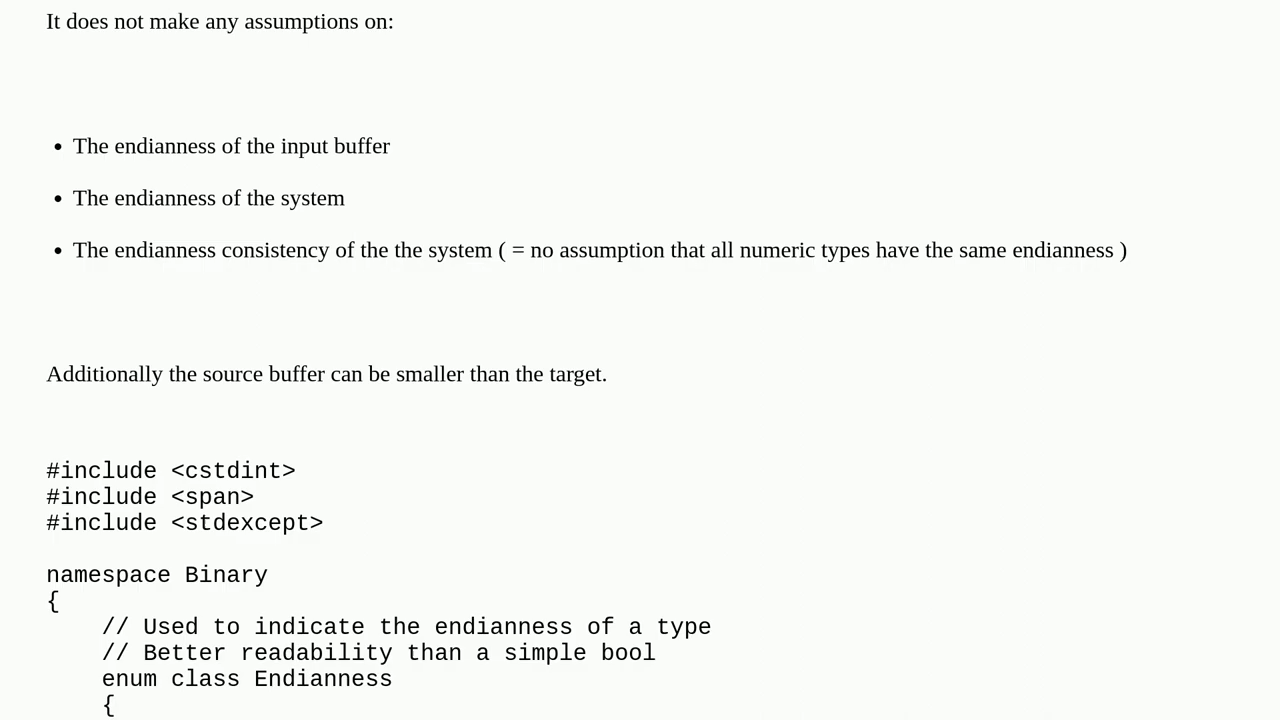 It does not make any assumptions on:
• The endianness of the input buffer
• The endianness of the system
• The endianness consistency of the the system ( = no assumption that all numeric types have the same endianness )
Additionally the source buffer can be smaller than the target.
#include <cstdint>
#include <span>
#include <stdexcept>
namespace Binary
{
    // Used to indicate the endianness of a type
    // Better readability than a simple bool
    enum class Endianness
    {